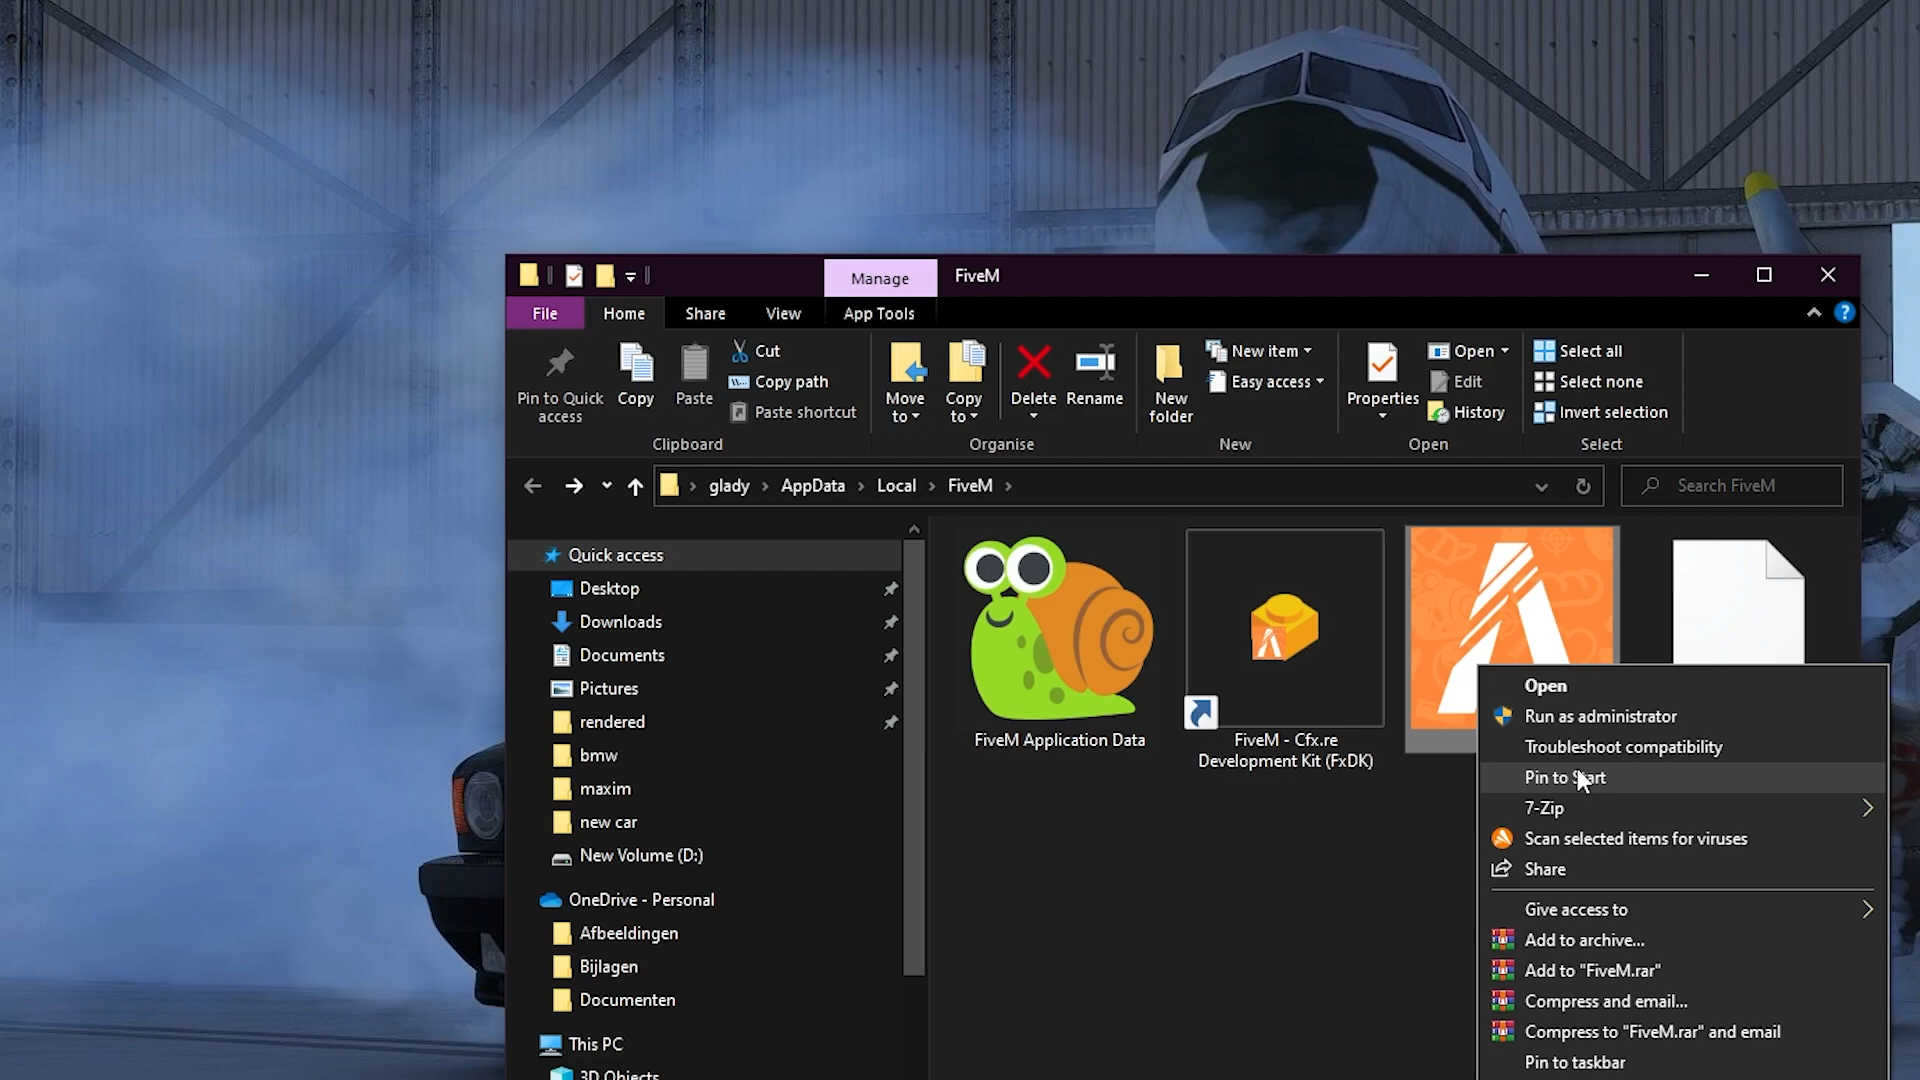 Manage
FiveM
File
Home
Share
View
App Tools
Pin to Quick
access
Copy
Paste
Cut
Copy path
Paste shortcut
Clipboard
Move
to
Copy
to
Delete
Rename
Organise
New
folder
New item
Easy access
New
Properties
Open
Edit
History
Open
Select all
Select none
Invert selection
Select
glady
AppData
Local
FiveM
Search FiveM
Quick access
Desktop
Downloads
Documents
Pictures
rendered
bmw
maxim
new car
New Volume (D:)
OneDrive - Personal
Afbeeldingen
Bijlagen
Documenten
This PC
3D Objects
FiveM Application Data
FiveM - Cfx.re
Development Kit (FxDK)
Open
Run as administrator
Troubleshoot compatibility
Pin to Start
7-Zip
Scan selected items for viruses
Share
Give access to
Add to archive...
Add to "FiveM.rar"
Compress and email...
Compress to "FiveM.rar" and email
Pin to taskbar